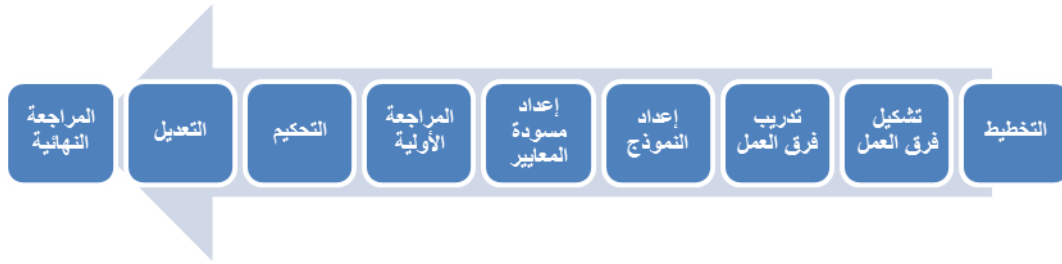 التخطيط
تشكيل
فرق العمل
تدريب
فرق العمل
إعداد
النموذج
إعداد
مسودة
المعايير
المراجعة
الأولية
التحكيم
التعديل
المراجعة
النهائية